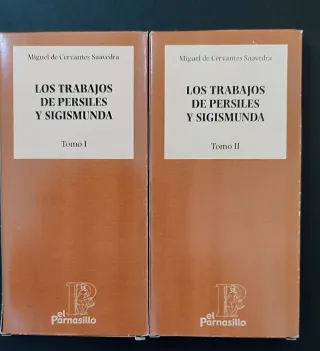 Miguel de Cervantes Saavedra
LOS TRABAJOS
DE PERSILES
Y SIGISMUNDA
Tomo I
el
Parnasillo
Miguel de Cervantes Saavedra
LOS TRABAJOS
DE PERSILES
Y SIGISMUNDA
Tomo II
el
Parnasillo